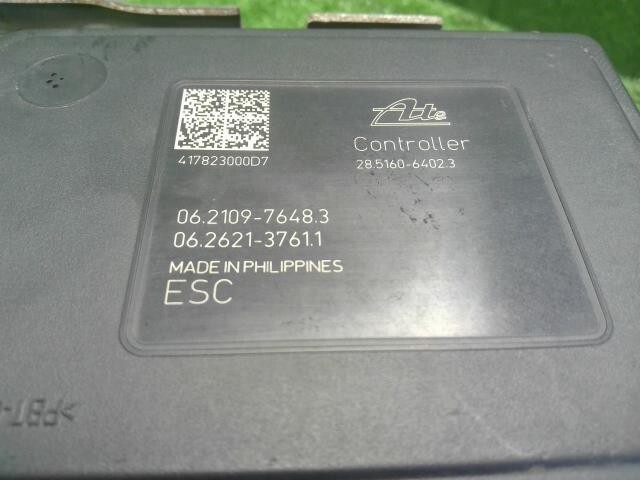 Ate
417823000D7
Controller
28.5160-6402.3
06.2109-7648.3
06.2621-3761.1
MADE IN PHILIPPINES
ESC
>PBT-